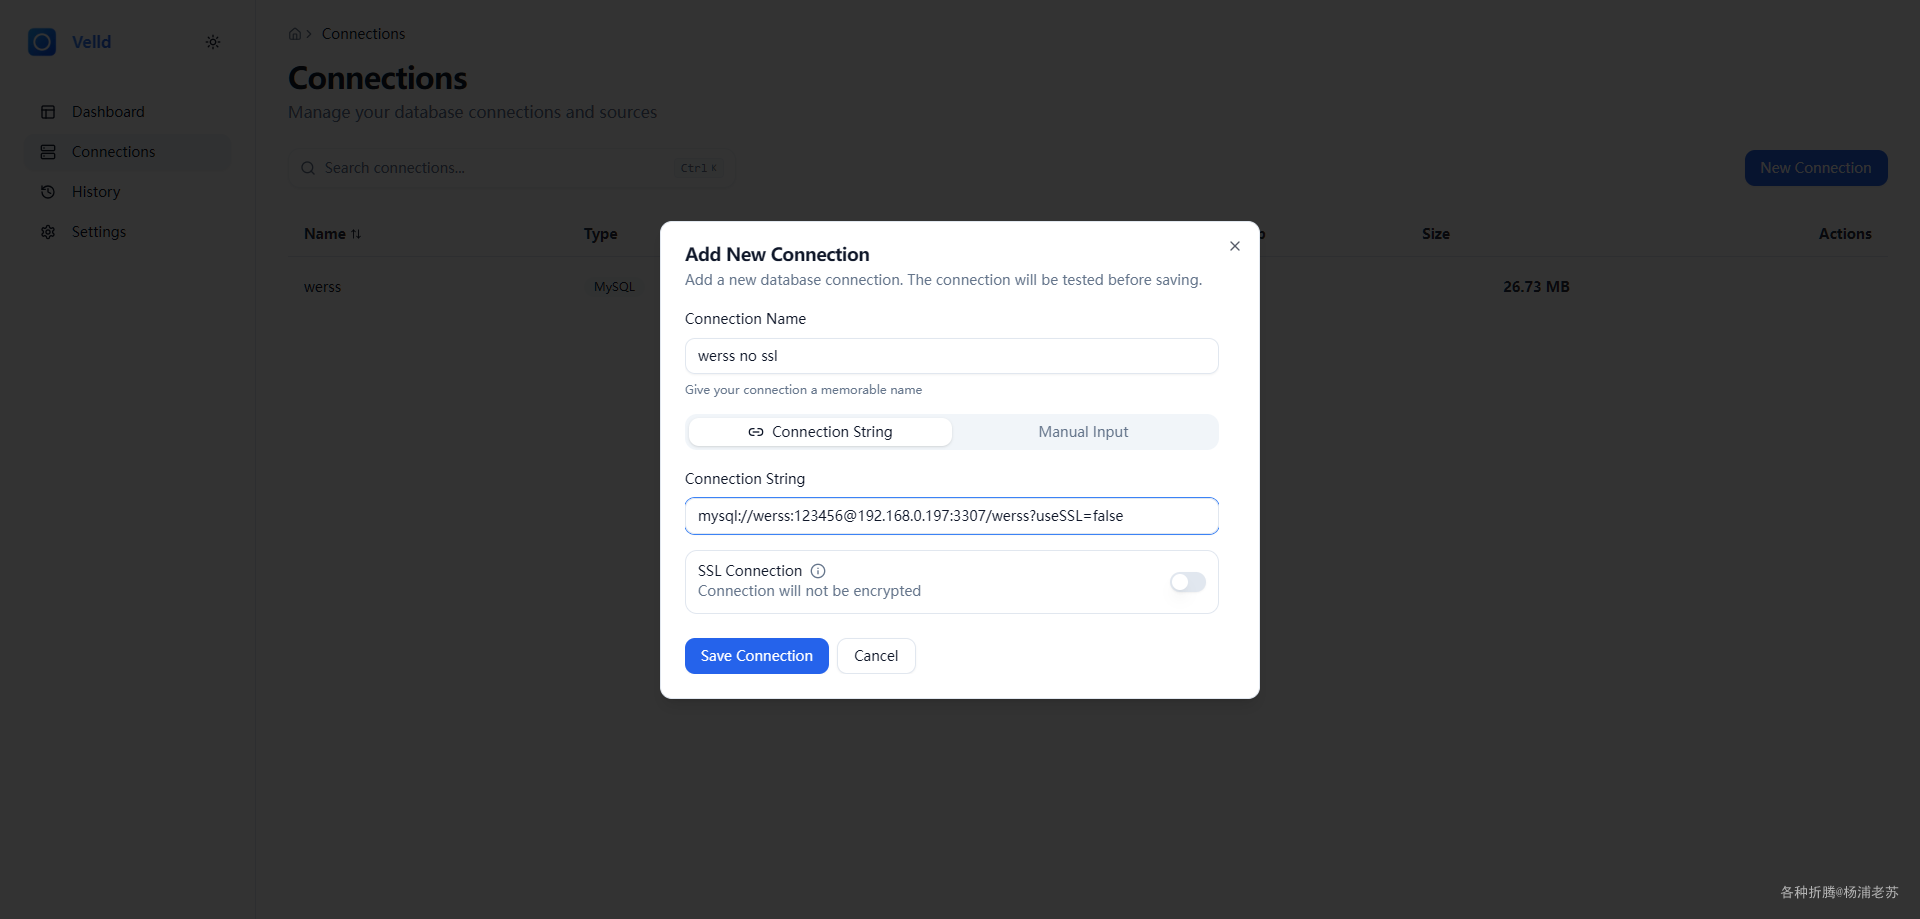 Velld
Dashboard
Connections
History
Settings
Connections
Connections
Manage your database connections and sources
Search connections...
Ctrl K
New Connection
Name
Type
Size
Actions
werss
MySQL
26.73 MB
Add New Connection
Add a new database connection. The connection will be tested before saving.
Connection Name
werss no ssl
Give your connection a memorable name
Connection String
Manual Input
Connection String
mysql://werss:123456@192.168.0.197:3307/werss?useSSL=false
SSL Connection
Connection will not be encrypted
Save Connection
Cancel
各种折腾@杨浦老苏